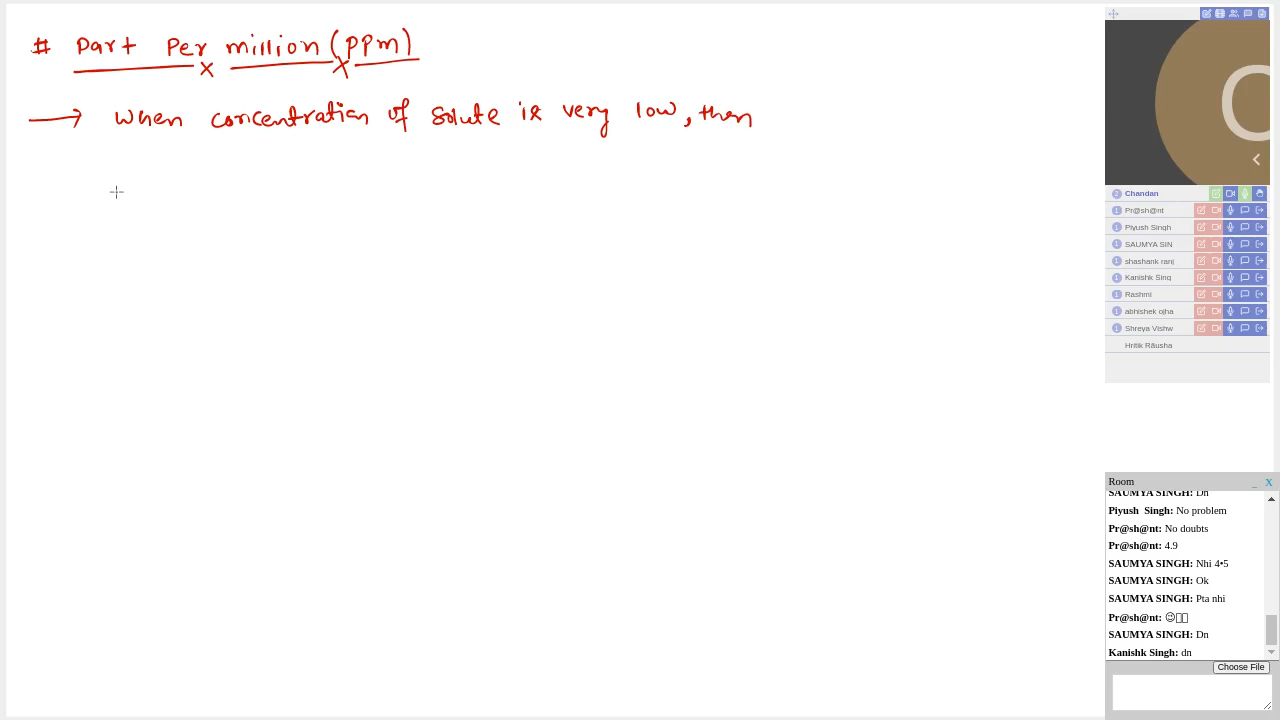 # Part Per million (PPm)
→ When concentration of solute is very low, then
C
Chandan
Pr@sh@nt
Piyush Singh
SAUMYA SIN
shashank ranj
Kanishk Sing
Rashmi
abhishek ojha
Shreya Vishw
Hritik Räusha
Room _ X
SAUMYA SINGH: Dn
Piyush Singh: No problem
Pr@sh@nt: No doubts
Pr@sh@nt: 4.9
SAUMYA SINGH: Nhi 4•5
SAUMYA SINGH: Ok
SAUMYA SINGH: Pta nhi
Pr@sh@nt: ☺
SAUMYA SINGH: Dn
Kanishk Singh: dn
Choose File